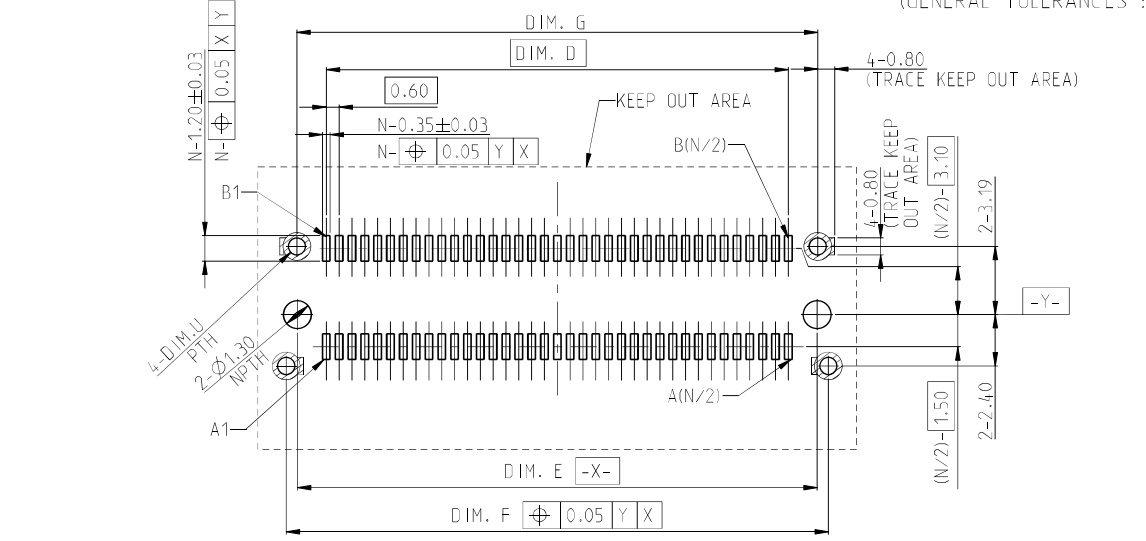 (GENERAL TOLERANCES
DIM. G
DIM. D
4-0.80
(TRACE KEEP OUT AREA)
0.60
KEEP OUT AREA
N-1.20±0.03
N- ⌖ 0.05 X Y
N-0.35±0.03
N- ⌖ 0.05 Y X
B(N/2)
B1
4-0.80
(TRACE KEEP
OUT AREA)
(N/2)- 3.10
2-3.19
-Y-
4-DIM.U
PTH
2-Ø1.30
NPTH
A1
A(N/2)
(N/2)- 1.50
2-2.40
DIM. E -X-
DIM. F ⌖ 0.05 Y X